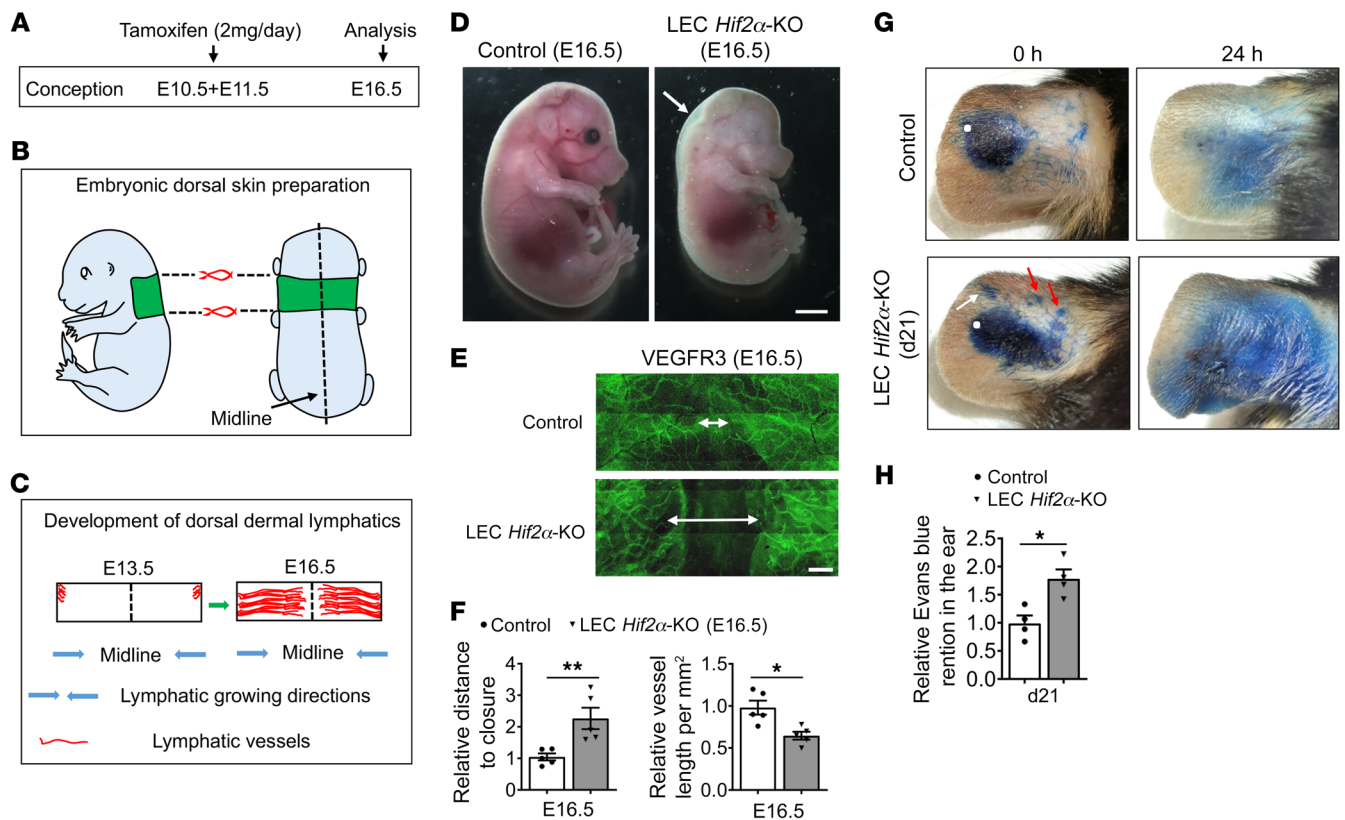 A
Tamoxifen (2mg/day)
Analysis
Conception
E10.5+E11.5
E16.5
B
Embryonic dorsal skin preparation
Midline
C
Development of dorsal dermal lymphatics
E13.5
E16.5
Midline
Midline
Lymphatic growing directions
Lymphatic vessels
D
Control (E16.5)
LEC Hif2α-KO
(E16.5)
E
VEGFR3 (E16.5)
Control
LEC Hif2α-KO
F
Control
LEC Hif2α-KO (E16.5)
Relative distance
to closure
4
3
2
1
0
**
E16.5
Relative vessel
length per mm²
1.5
1.0
0.5
0.0
*
E16.5
G
0 h
24 h
Control
LEC Hif2α-KO
(d21)
H
Control
LEC Hif2α-KO
Relative Evans blue
rention in the ear
2.5
2.0
1.5
1.0
0.5
0.0
*
d21